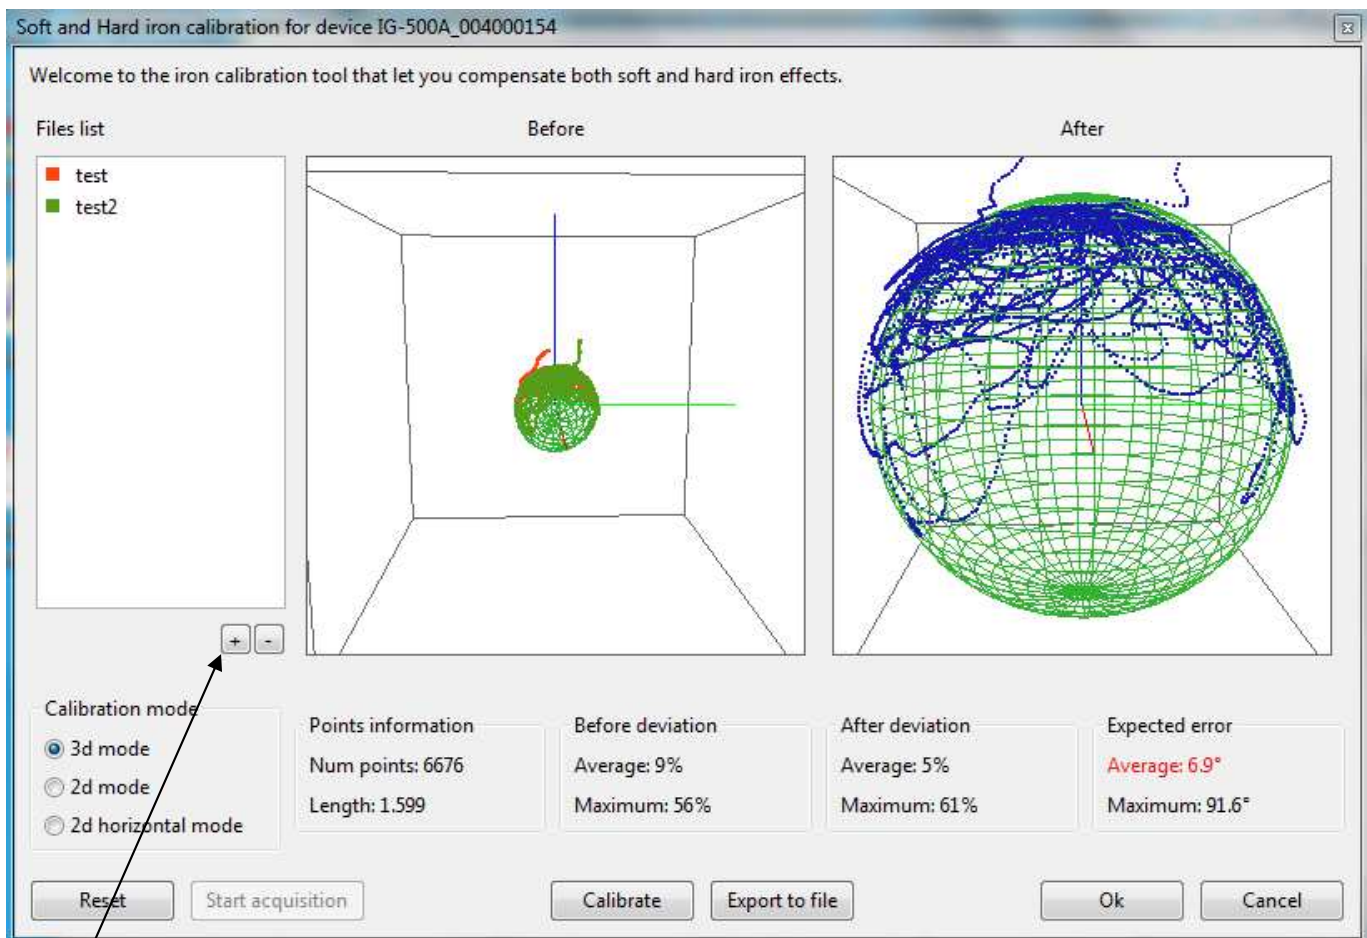 Soft and Hard iron calibration for device IG-500A_004000154
Welcome to the iron calibration tool that let you compensate both soft and hard iron effects.
Files list
Before
After
test
test2
+ -
Calibration mode
3d mode
2d mode
2d horizontal mode
Points information
Num points: 6676
Length: 1.599
Before deviation
Average: 9%
Maximum: 56%
After deviation
Average: 5%
Maximum: 61%
Expected error
Average: 6.9°
Maximum: 91.6°
Reset
Start acquisition
Calibrate
Export to file
Ok
Cancel